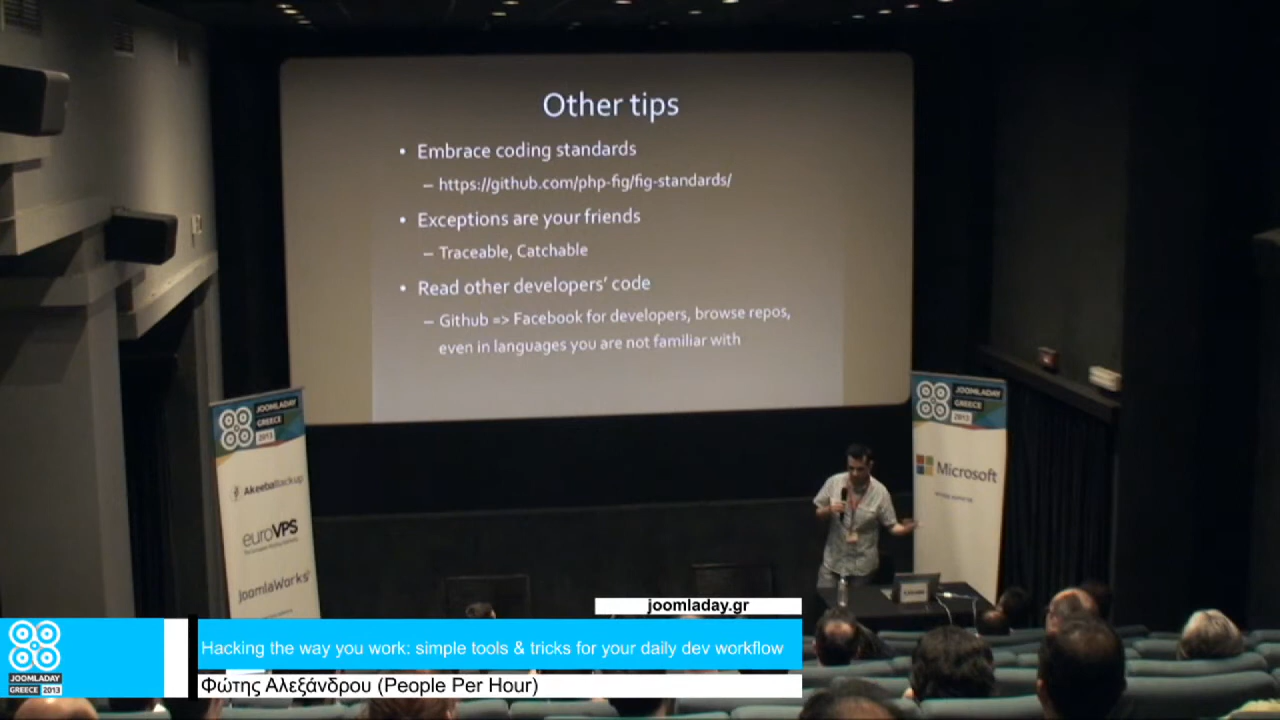 Other tips
• Embrace coding standards
– https://github.com/php-fig/fig-standards/
• Exceptions are your friends
– Traceable, Catchable
• Read other developers’ code
– Github => Facebook for developers, browse repos,
even in languages you are not familiar with
JOOMLADAY
GREECE
2013
AkeebaBackup
euroVPS
JoomlaWorks
JOOMLADAY
GREECE
2013
Microsoft
joomladay.gr
Hacking the way you work: simple tools & tricks for your daily dev workflow
Φώτης Αλεξάνδρου (People Per Hour)
JOOMLADAY
GREECE 2013